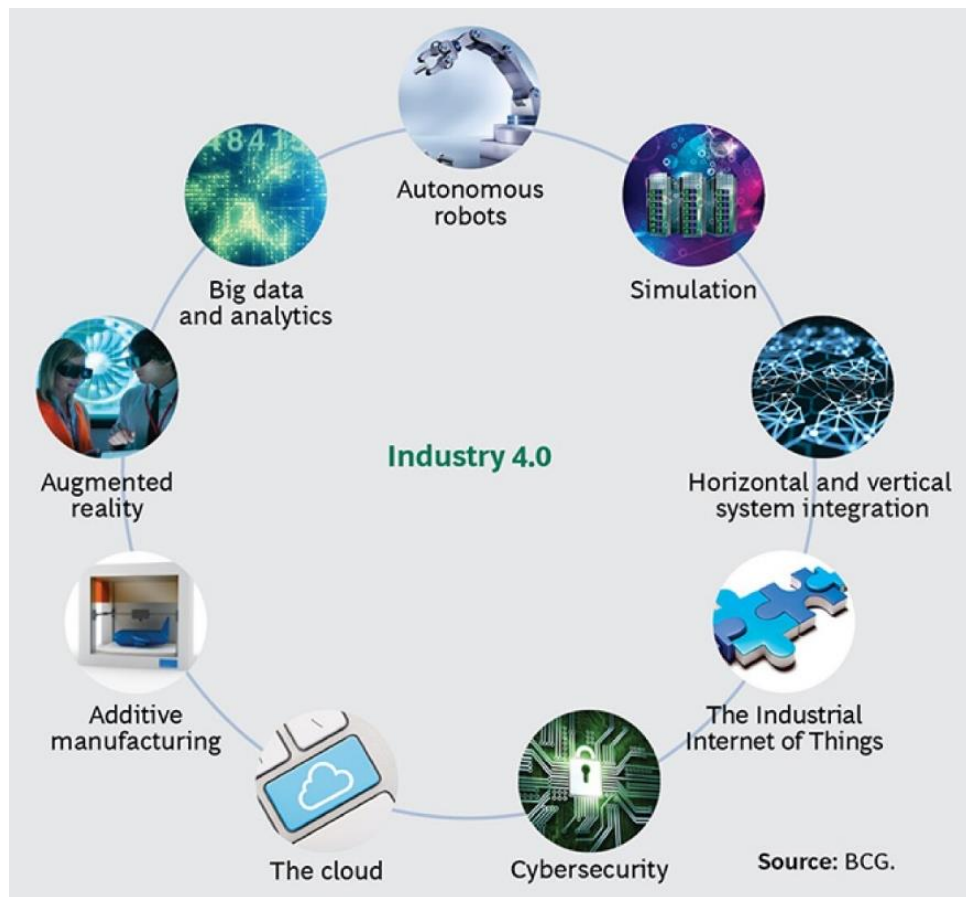 Autonomous
robots
Simulation
Horizontal and vertical
system integration
The Industrial
Internet of Things
Cybersecurity
The cloud
Additive
manufacturing
Augmented
reality
Big data
and analytics
Industry 4.0
Source: BCG.